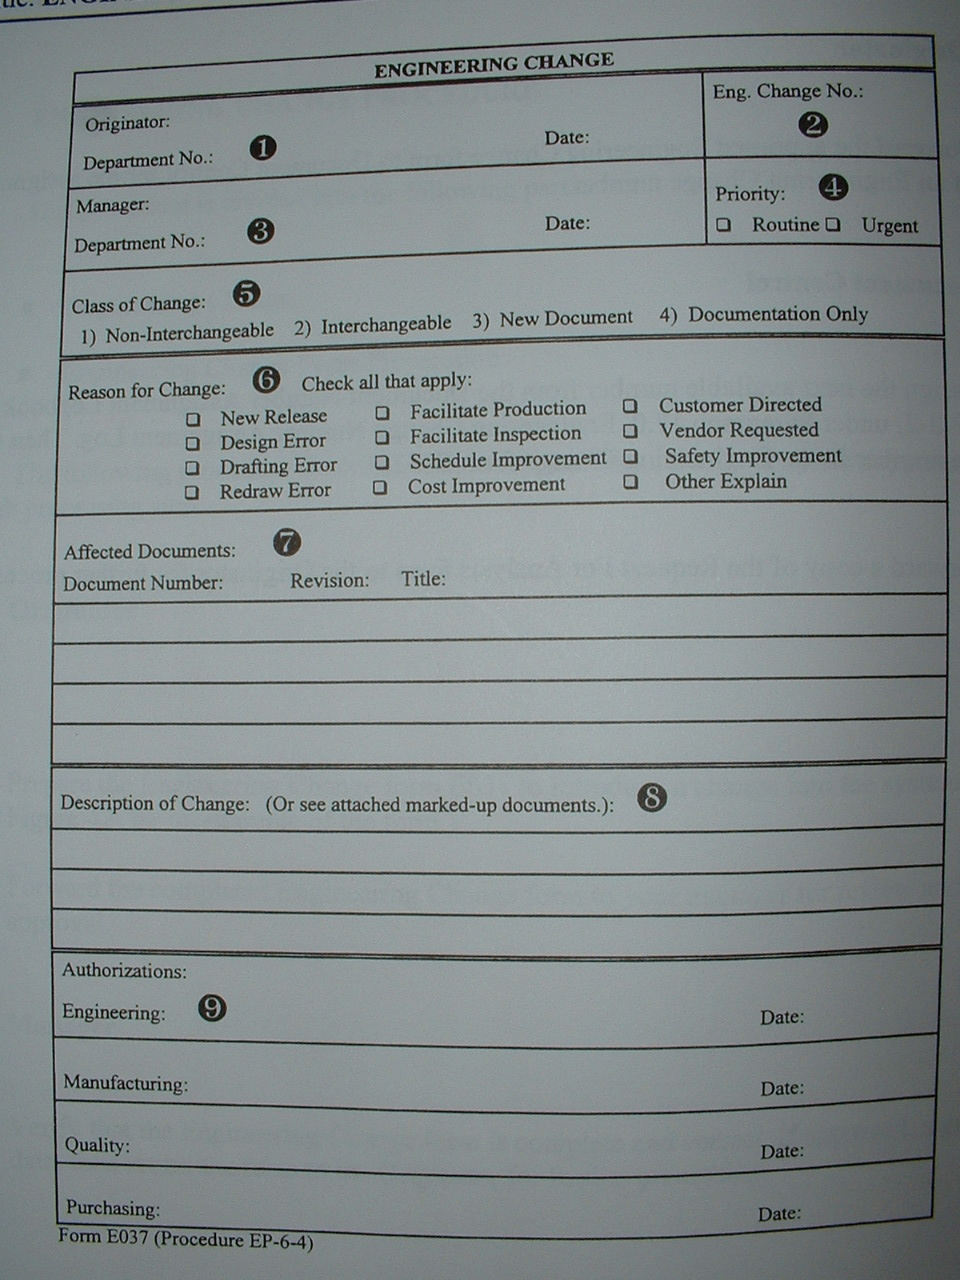 ENGINEERING CHANGE
Originator:
Department No.: ❶ Date:
Eng. Change No.:
❷
Manager:
Department No.: ❸ Date:
Priority: ❹
❏ Routine ❏ Urgent
Class of Change: ❺
1) Non-Interchangeable 2) Interchangeable 3) New Document 4) Documentation Only
Reason for Change: ❻ Check all that apply:
❏ New Release ❏ Facilitate Production ❏ Customer Directed
❏ Design Error ❏ Facilitate Inspection ❏ Vendor Requested
❏ Drafting Error ❏ Schedule Improvement ❏ Safety Improvement
❏ Redraw Error ❏ Cost Improvement ❏ Other Explain
Affected Documents: ❼
Document Number: Revision: Title:
Description of Change: (Or see attached marked-up documents.): ❽
Authorizations:
Engineering: ❾ Date:
Manufacturing: Date:
Quality: Date:
Purchasing: Date:
Form E037 (Procedure EP-6-4)